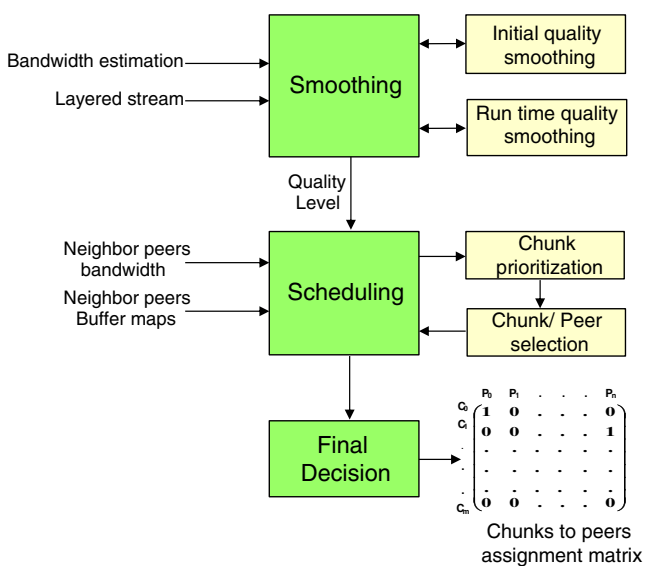 Bandwidth estimation
Layered stream
Smoothing
Initial quality
smoothing
Run time quality
smoothing
Quality
Level
Neighbor peers
bandwidth
Neighbor peers
Buffer maps
Scheduling
Chunk
prioritization
Chunk/ Peer
selection
Final
Decision
P0 P1 . . . Pn
C0 1 0 . . . 0
C1 0 0 . . . 1
. . . . . . .
. . . . . . .
. . . . . . .
Cm 0 0 . . . 0
Chunks to peers
assignment matrix